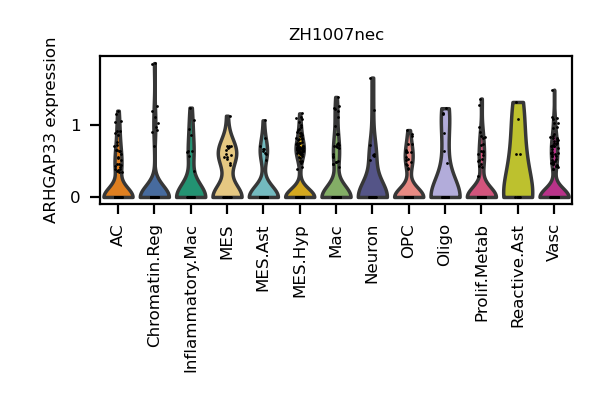 ZH1007nec
ARHGAP33 expression
1
0
AC
Chromatin.Reg
Inflammatory.Mac
MES
MES.Ast
MES.Hyp
Mac
Neuron
OPC
Oligo
Prolif.Metab
Reactive.Ast
Vasc